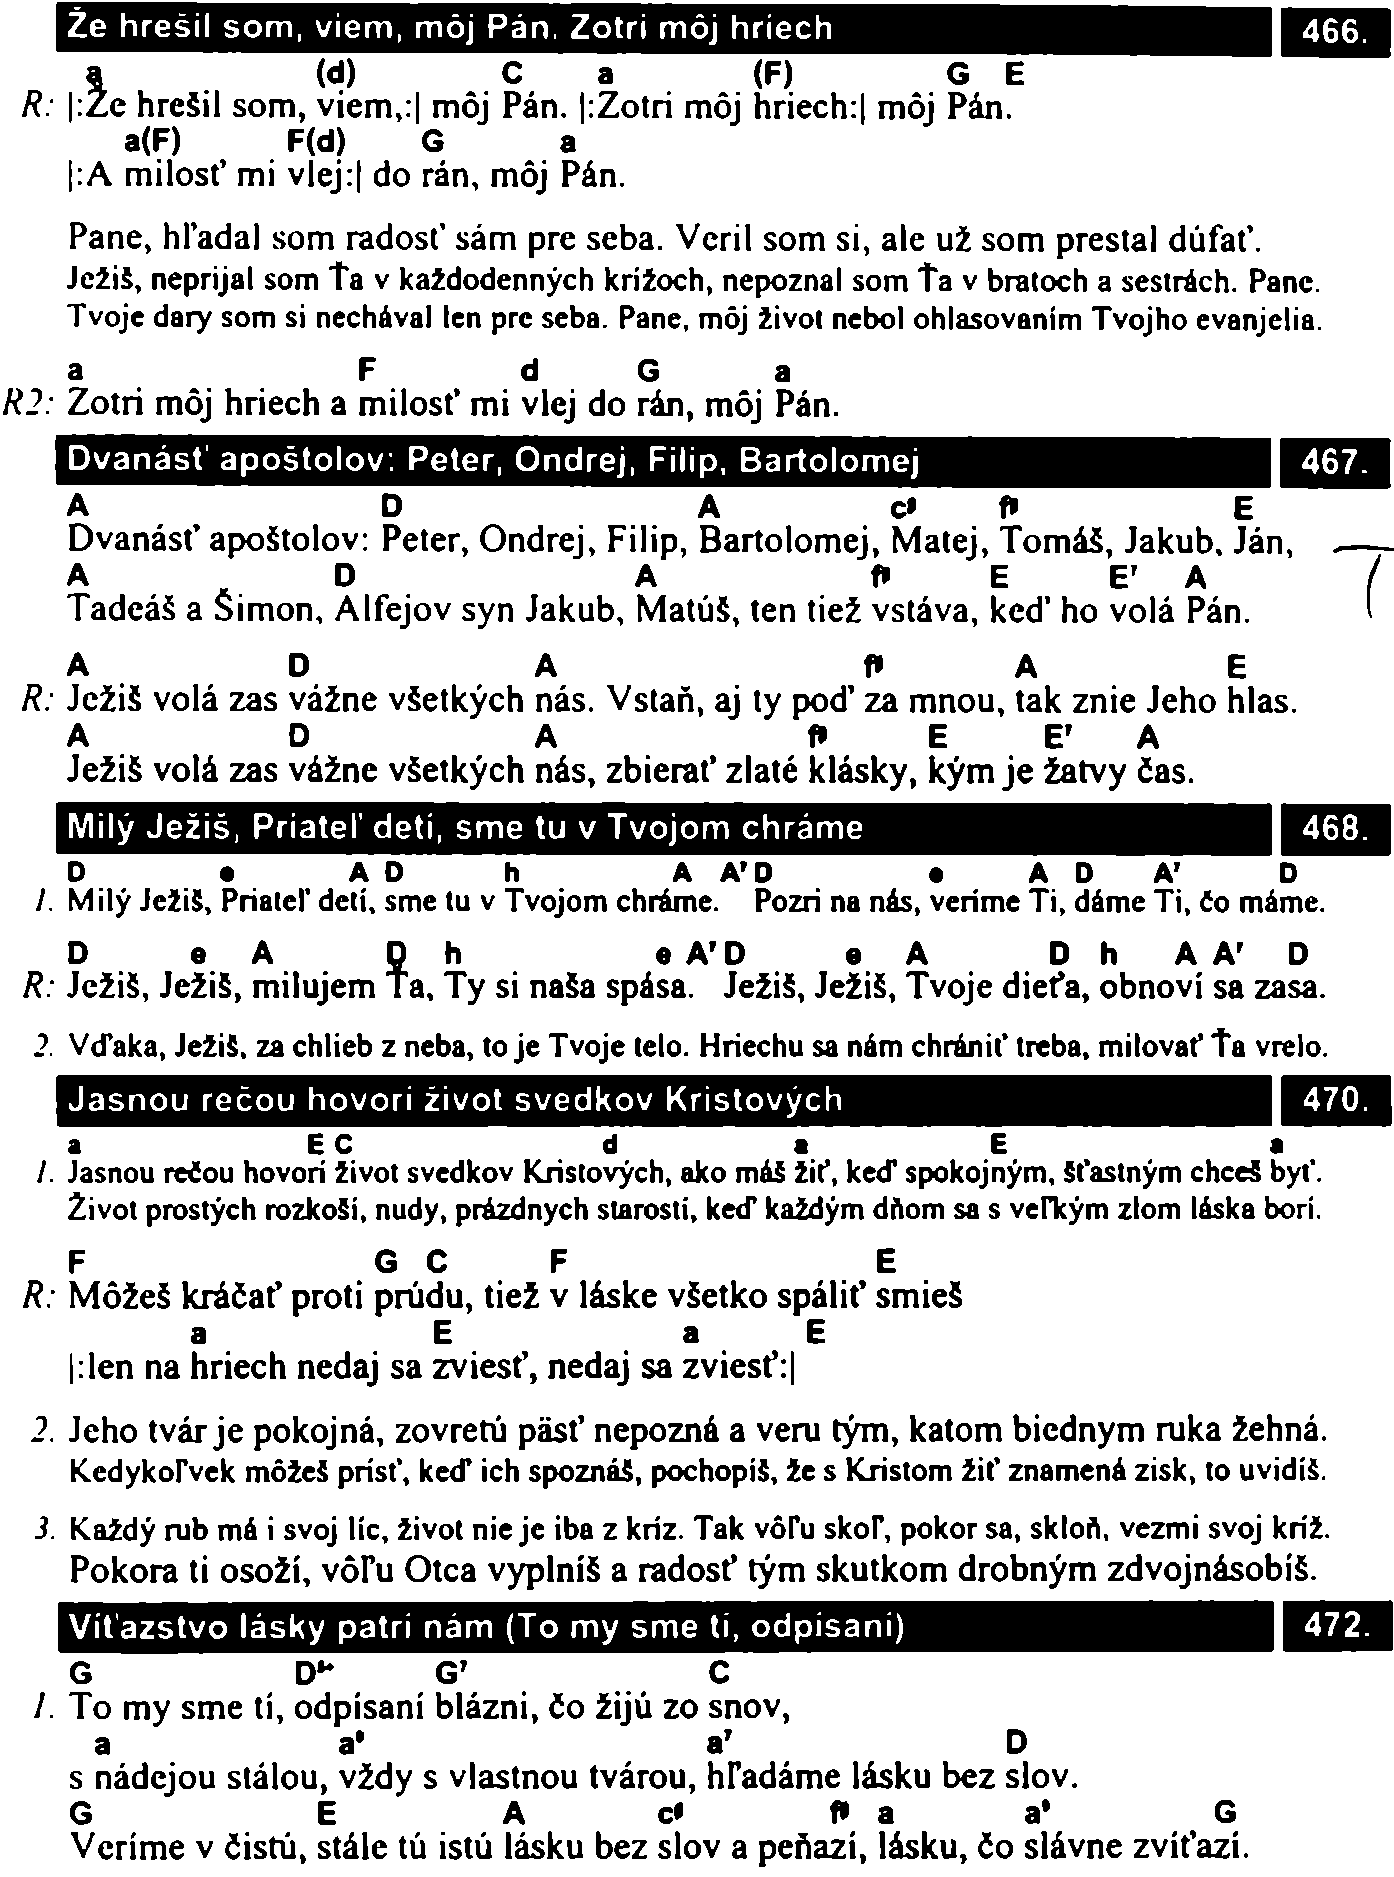 Že hrešil som, viem, môj Pán. Zotri môj hriech 466.
a (d) C a (F) G E
R: |:Že hrešil som, viem,:| môj Pán. |:Zotri môj hriech:| môj Pán.
a(F) F(d) G a
|:A milosť mi vlej:| do rán, môj Pán.
Pane, hľadal som radosť sám pre seba. Veril som si, ale už som prestal dúfať.
Ježiš, neprijal som Ťa v každodenných krížoch, nepoznal som Ťa v bratoch a sestrách. Pane.
Tvoje dary som si nechával len pre seba. Pane, môj život nebol ohlasovaním Tvojho evanjelia.
a F d G a
R2: Zotri môj hriech a milosť mi vlej do rán, môj Pán.
Dvanásť apoštolov: Peter, Ondrej, Filip, Bartolomej 467.
A D A c# f# E
Dvanásť apoštolov: Peter, Ondrej, Filip, Bartolomej, Matej, Tomáš, Jakub, Ján,
A D A f# E E7 A
Tadeáš a Šimon, Alfejov syn Jakub, Matúš, ten tiež vstáva, keď ho volá Pán.
A D A f# A E
R: Ježiš volá zas vážne všetkých nás. Vstaň, aj ty poď za mnou, tak znie Jeho hlas.
A D A f# E E7 A
Ježiš volá zas vážne všetkých nás, zbierať zlaté klásky, kým je žatvy čas.
Milý Ježiš, Priateľ detí, sme tu v Tvojom chráme 468.
D e A D h A A7 D e A D A7 D
1. Milý Ježiš, Priateľ detí, sme tu v Tvojom chráme. Pozri na nás, veríme Ti, dáme Ti, čo máme.
D e A D h e A7 D e A D h A A7 D
R: Ježiš, Ježiš, milujem Ťa, Ty si naša spása. Ježiš, Ježiš, Tvoje dieťa, obnoví sa zasa.
2. Vďaka, Ježiš, za chlieb z neba, to je Tvoje telo. Hriechu sa nám chrániť treba, milovať Ťa vrelo.
Jasnou rečou hovorí život svedkov Kristových 470.
a E C d a E a
1. Jasnou rečou hovorí život svedkov Kristových, ako máš žiť, keď spokojným, šťastným chceš byť.
Život prostých rozkoší, nudy, prázdnych starostí, keď každým dňom sa s veľkým zlom láska borí.
F G C F E
R: Môžeš kráčať proti prúdu, tiež v láske všetko spáliť smieš
a E a E
|:len na hriech nedaj sa zviesť, nedaj sa zviesť:|
2. Jeho tvár je pokojná, zovretú päsť nepozná a veru tým, katom biednym ruka žehná.
Kedykoľvek môžeš prísť, keď ich spoznáš, pochopíš, že s Kristom žiť znamená zisk, to uvidíš.
3. Každý rub má i svoj líc, život nie je iba z kríz. Tak vôľu skoľ, pokor sa, skloň, vezmi svoj kríž.
Pokora ti osoží, vôľu Otca vyplníš a radosť tým skutkom drobným zdvojnásobíš.
Víťazstvo lásky patrí nám (To my sme tí, odpísaní) 472.
G G7 C
1. To my sme tí, odpísaní blázni, čo žijú zo snov,
a a7 D
s nádejou stálou, vždy s vlastnou tvárou, hľadáme lásku bez slov.
G E A c# f# a G
Veríme v čistú, stále tú istú lásku bez slov a peňazí, lásku, čo slávne zvíťazí.